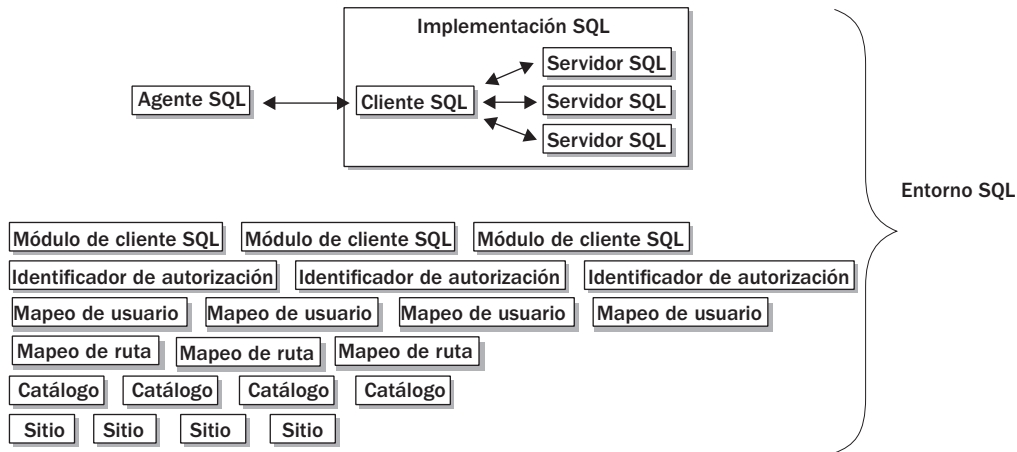 Implementación SQL
Servidor SQL
Agente SQL
Cliente SQL
Servidor SQL
Servidor SQL
Entorno SQL
Módulo de cliente SQL Módulo de cliente SQL Módulo de cliente SQL
Identificador de autorización Identificador de autorización Identificador de autorización
Mapeo de usuario Mapeo de usuario Mapeo de usuario Mapeo de usuario
Mapeo de ruta Mapeo de ruta Mapeo de ruta
Catálogo Catálogo Catálogo Catálogo
Sitio Sitio Sitio Sitio